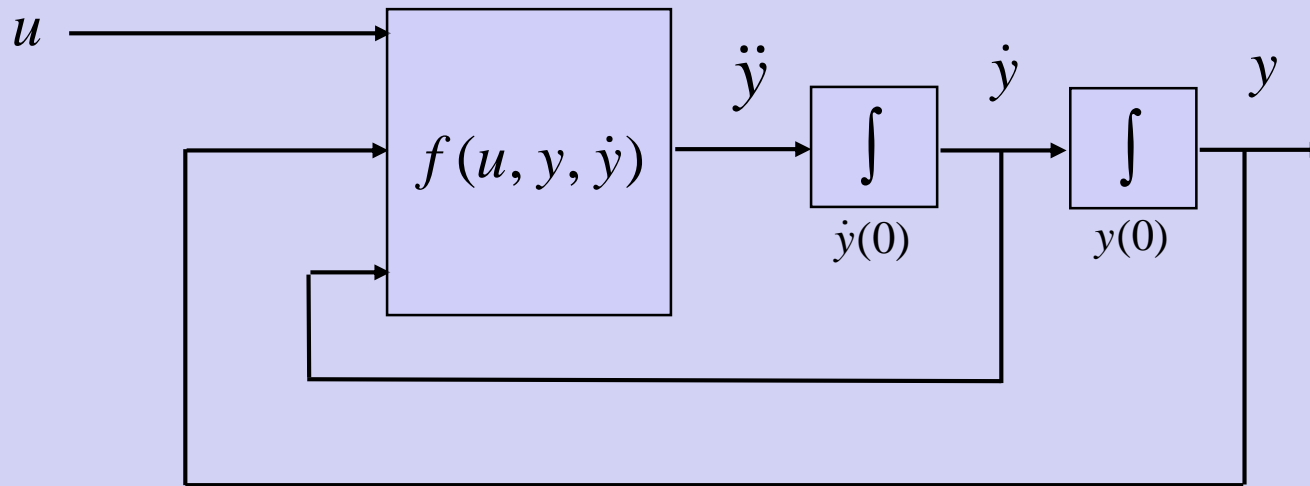 u
ÿ
ẏ
y
f(u, y, ẏ)
∫
∫
ẏ(0)
y(0)